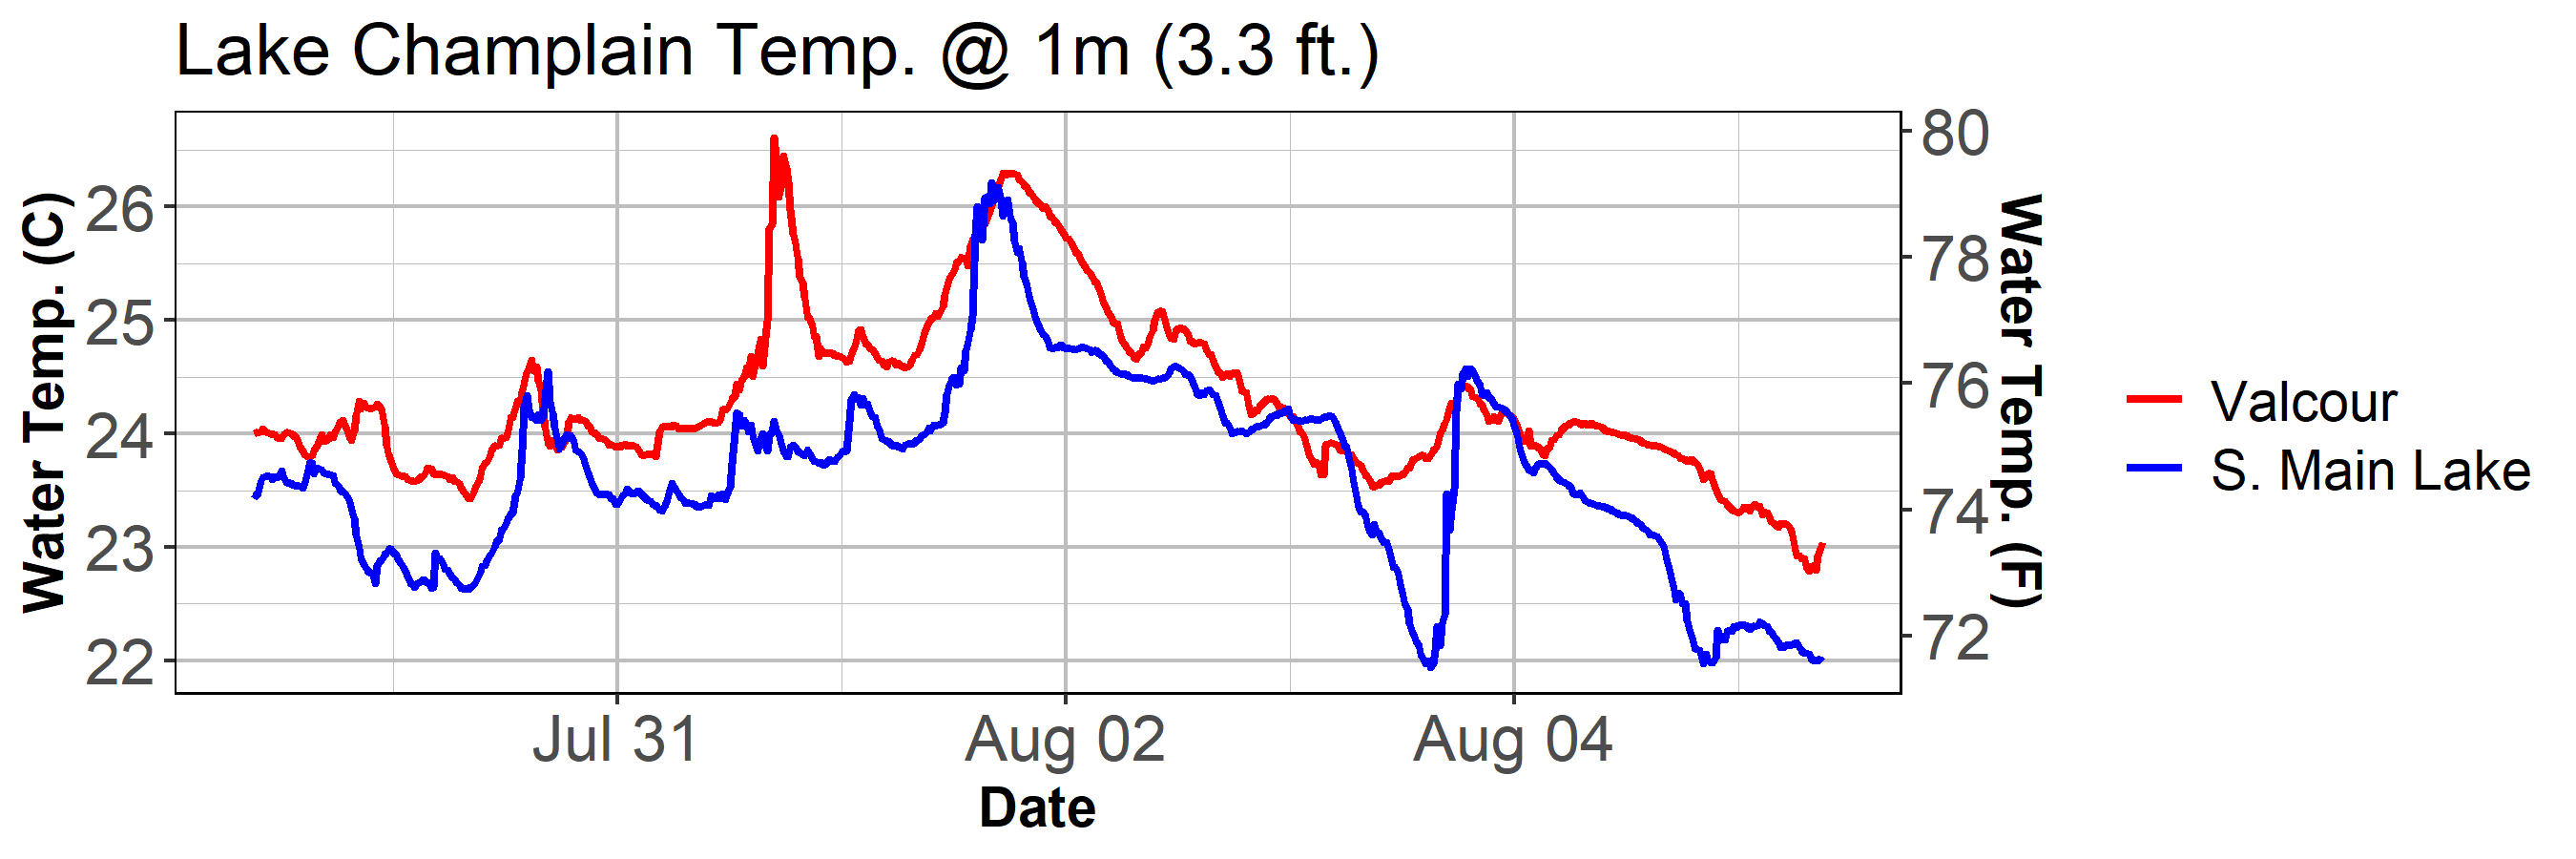 Lake Champlain Temp. @ 1m (3.3 ft.)
Water Temp. (C)
26
25
24
23
22
80
78
76
74
72
Water Temp. (F)
Valcour
S. Main Lake
Jul 31
Aug 02
Aug 04
Date